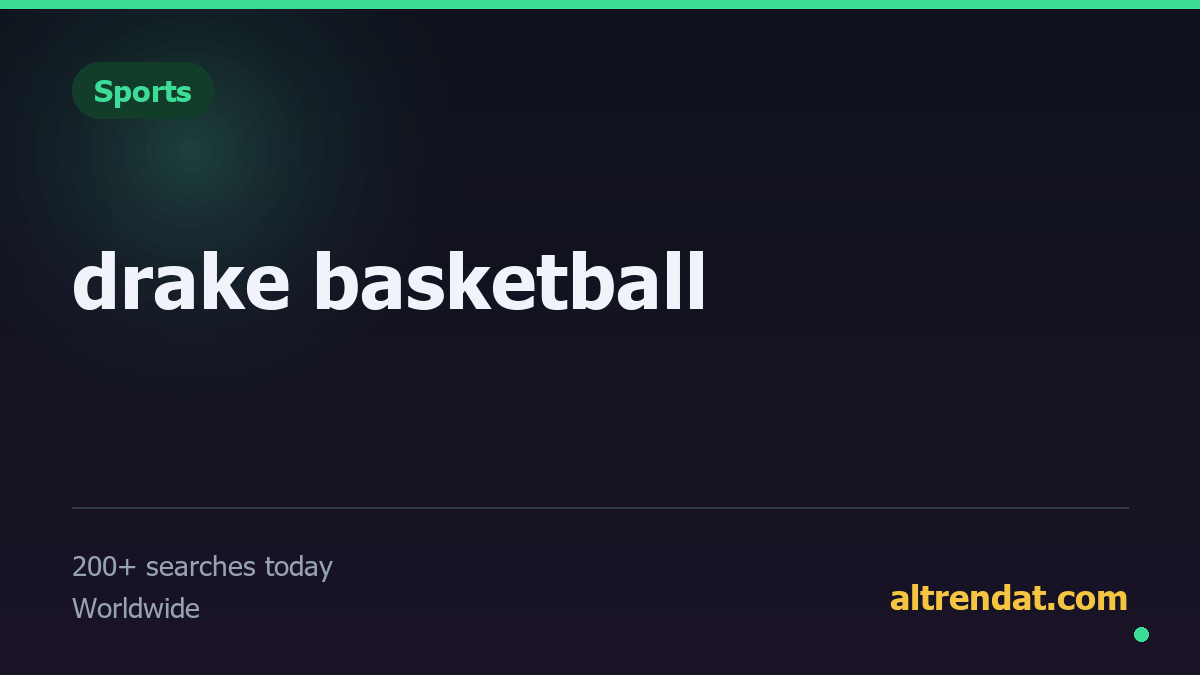 Sports
drake basketball
200+ searches today
Worldwide
altrendat.com